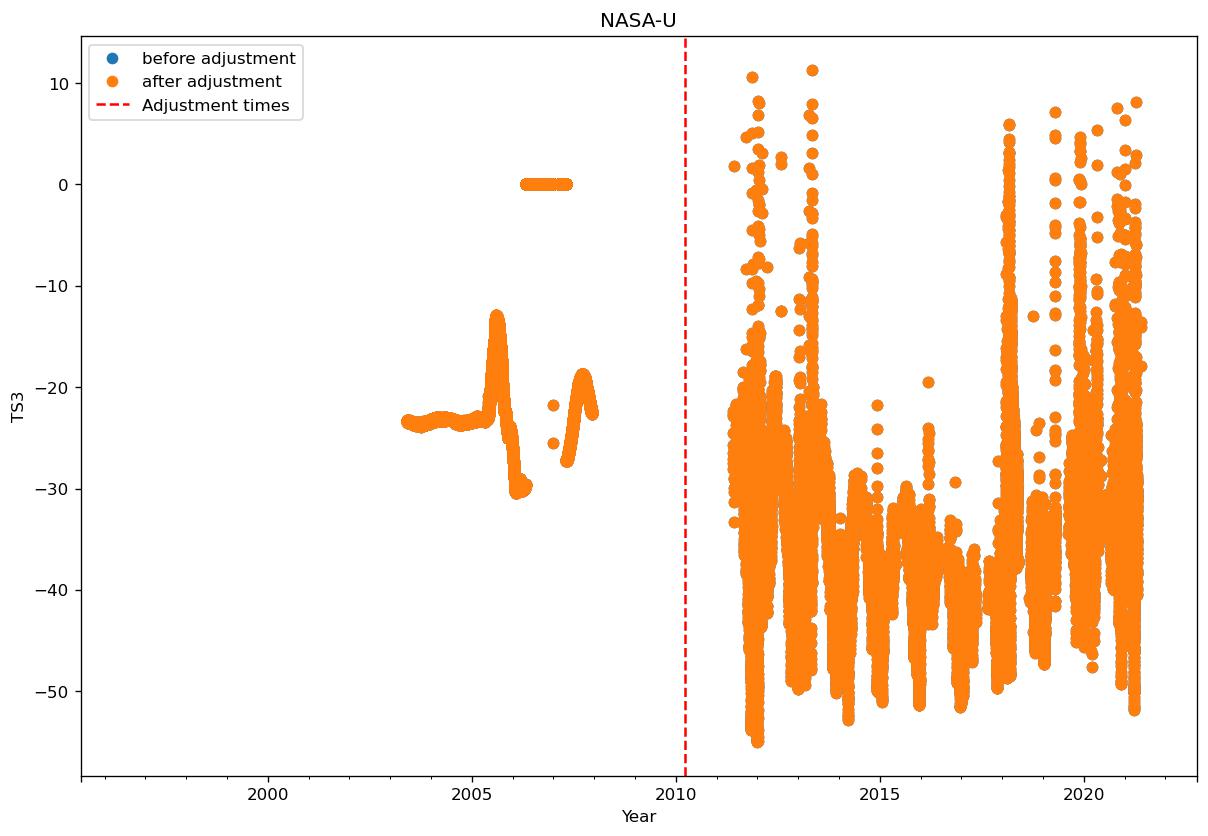 NASA-U
before adjustment
after adjustment
Adjustment times
TS3
10
0
−10
−20
−30
−40
−50
2000
2005
2010
2015
2020
Year